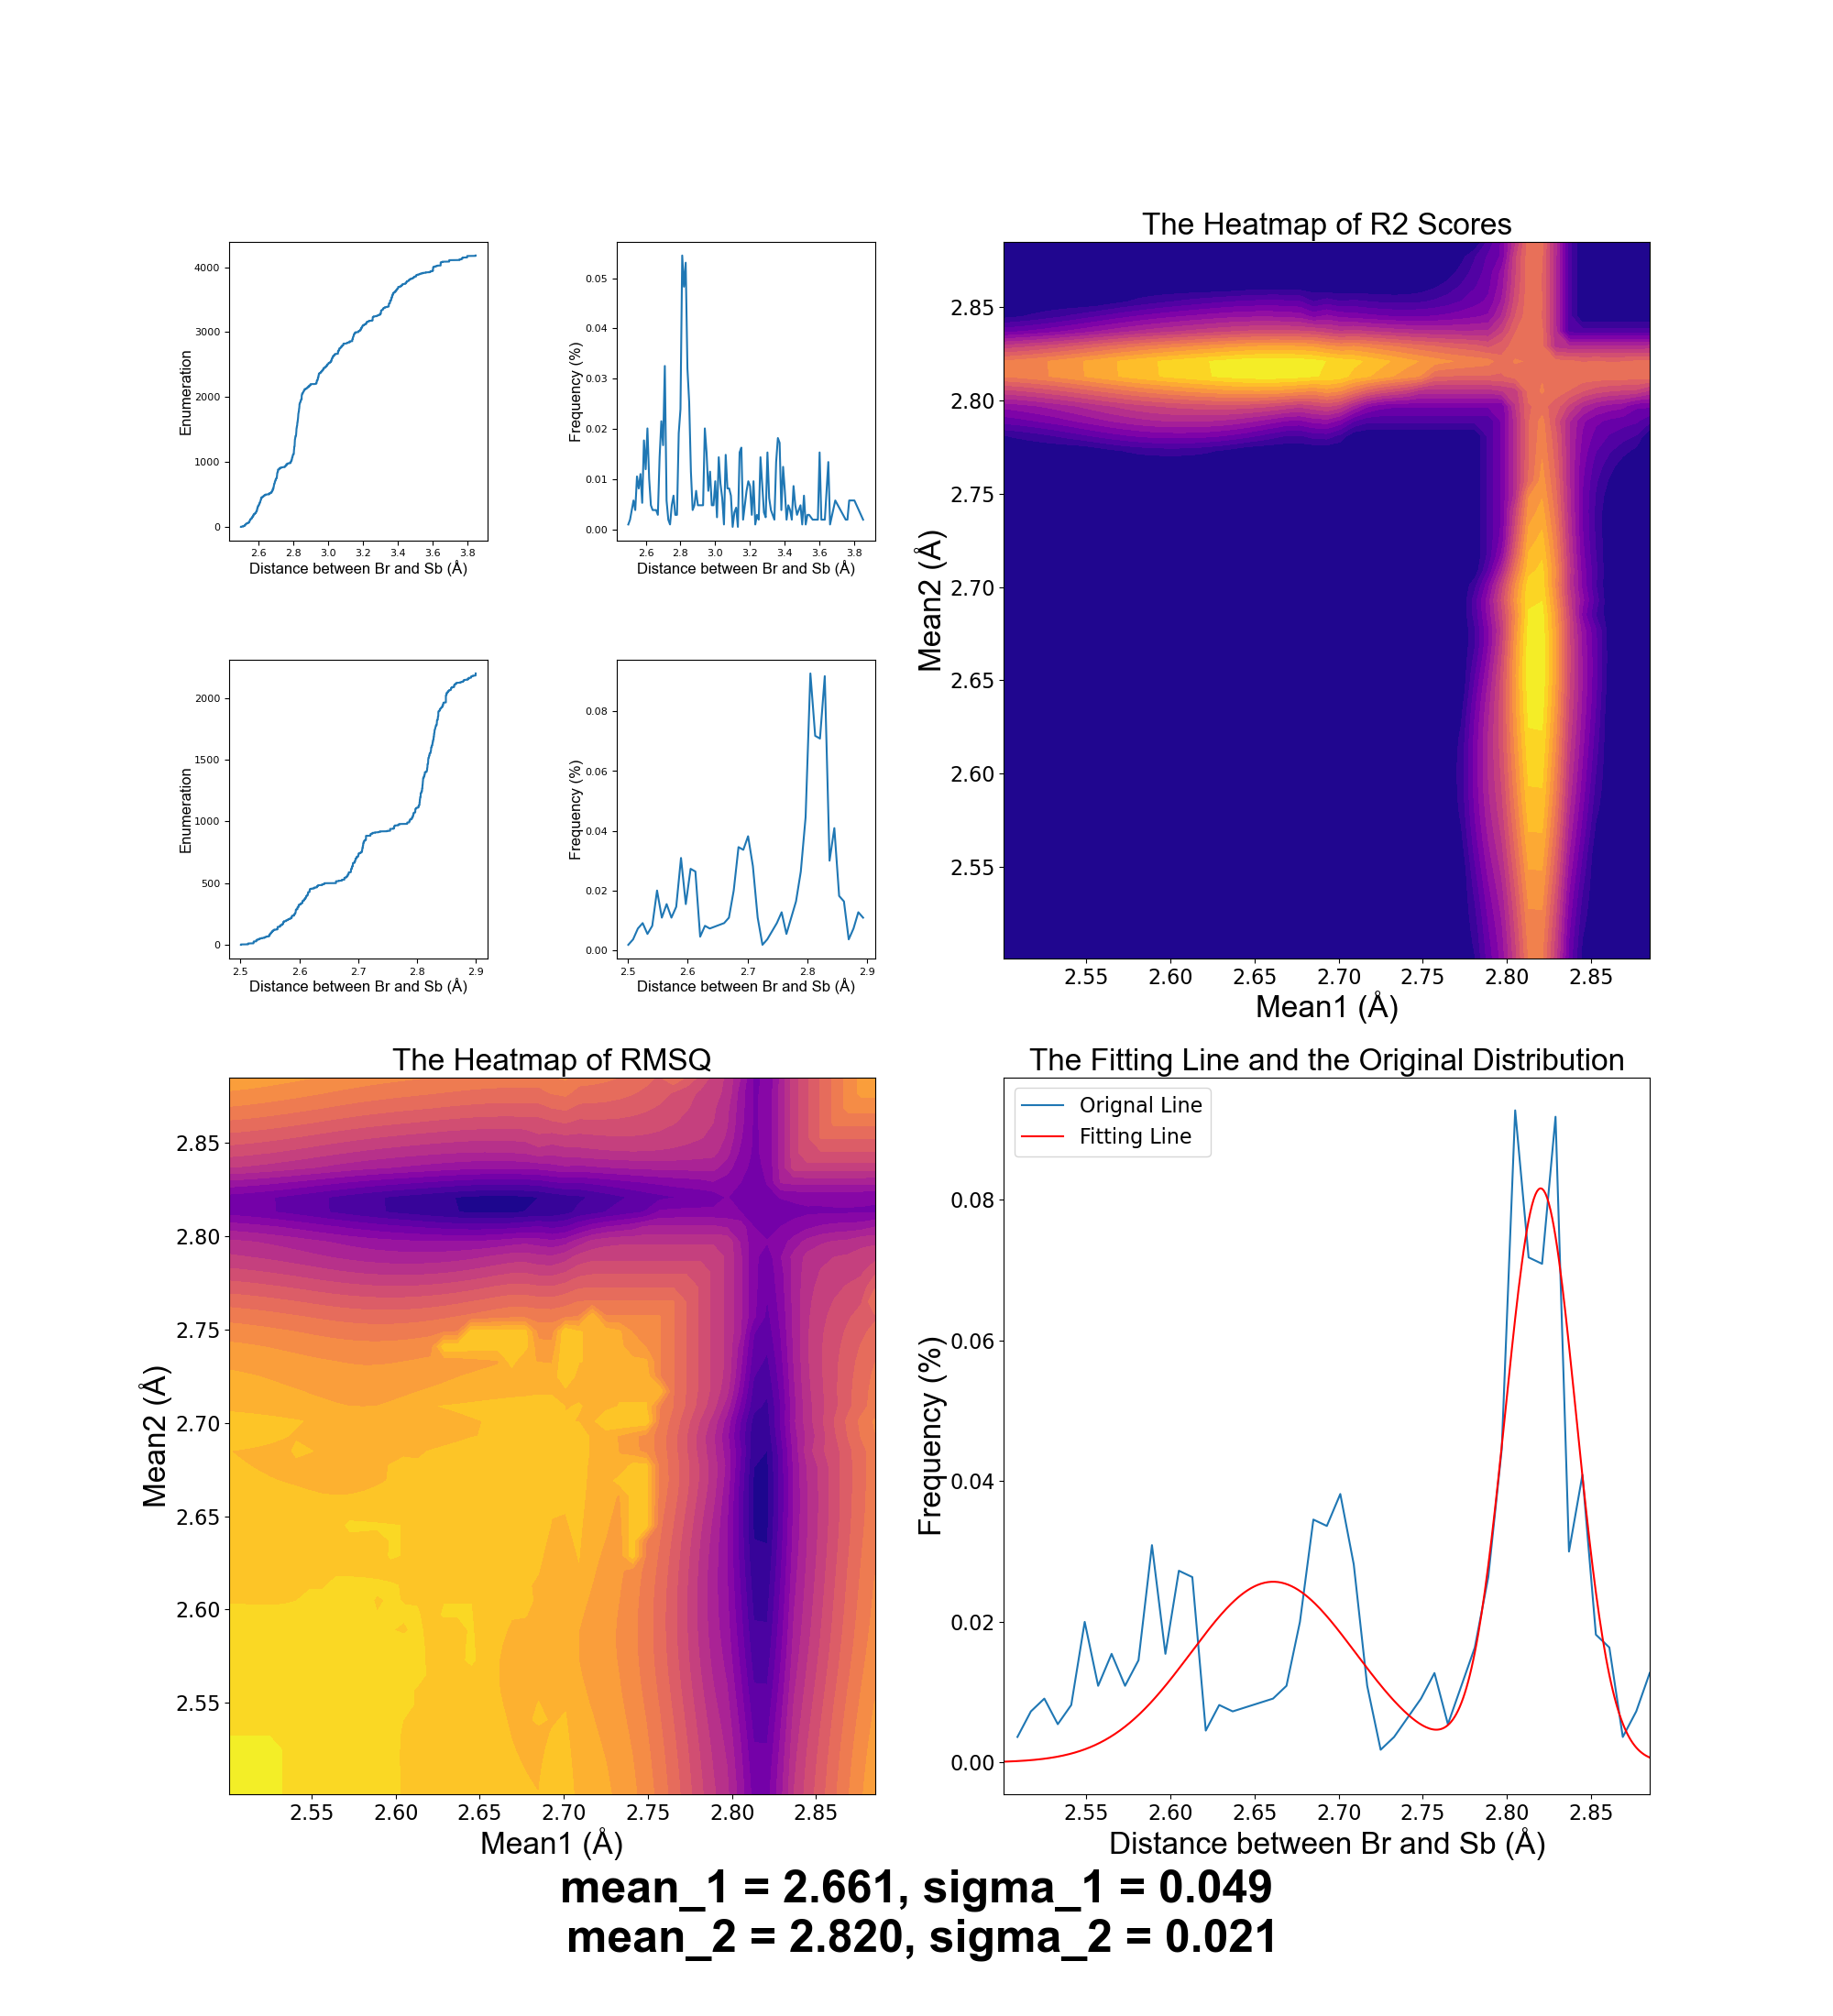 4000
3000
2000
1000
0
Enumeration
2.6 2.8 3.0 3.2 3.4 3.6 3.8
Distance between Br and Sb (Å)
0.05
0.04
0.03
0.02
0.01
0.00
Frequency (%)
2.6 2.8 3.0 3.2 3.4 3.6 3.8
Distance between Br and Sb (Å)
The Heatmap of R2 Scores
2.85
2.80
2.75
2.70
2.65
2.60
2.55
Mean2 (Å)
2.55 2.60 2.65 2.70 2.75 2.80 2.85
Mean1 (Å)
2000
1500
1000
500
0
Enumeration
2.5 2.6 2.7 2.8 2.9
Distance between Br and Sb (Å)
0.08
0.06
0.04
0.02
0.00
Frequency (%)
2.5 2.6 2.7 2.8 2.9
Distance between Br and Sb (Å)
The Heatmap of RMSQ
2.85
2.80
2.75
2.70
2.65
2.60
2.55
Mean2 (Å)
2.55 2.60 2.65 2.70 2.75 2.80 2.85
Mean1 (Å)
The Fitting Line and the Original Distribution
Orignal Line
Fitting Line
0.08
0.06
0.04
0.02
0.00
Frequency (%)
2.55 2.60 2.65 2.70 2.75 2.80 2.85
Distance between Br and Sb (Å)
mean_1 = 2.661, sigma_1 = 0.049
mean_2 = 2.820, sigma_2 = 0.021